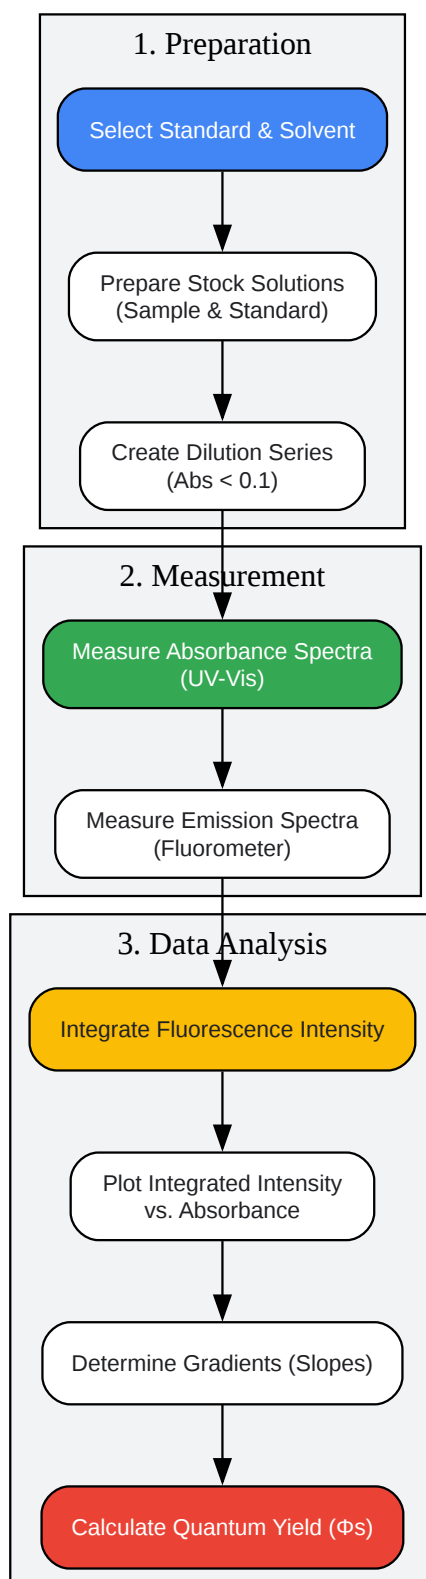 1. Preparation
Select Standard & Solvent
Prepare Stock Solutions
(Sample & Standard)
Create Dilution Series
(Abs < 0.1)
2. Measurement
Measure Absorbance Spectra
(UV-Vis)
Measure Emission Spectra
(Fluorometer)
3. Data Analysis
Integrate Fluorescence Intensity
Plot Integrated Intensity
vs. Absorbance
Determine Gradients (Slopes)
Calculate Quantum Yield (Φs)